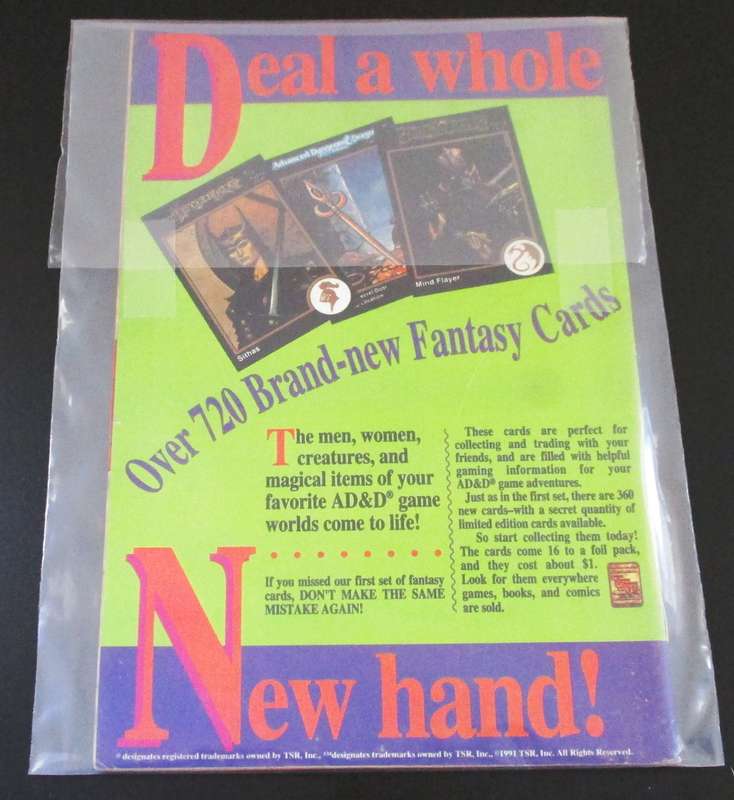 Deal a whole
Advanced Dungeons & Dragons
Sithas
Mind Flayer
Over 720 Brand-new Fantasy Cards
The men, women,
creatures, and
magical items of your
favorite AD&D® game
worlds come to life!
If you missed our first set of fantasy
cards, DON'T MAKE THE SAME
MISTAKE AGAIN!
These cards are perfect for
collecting and trading with your
friends, and are filled with helpful
gaming information for your
AD&D® game adventures.
Just as in the first set, there are 360
new cards–with a secret quantity of
limited edition cards available.
So start collecting them today!
The cards come 16 to a foil pack,
and they cost about $1.
Look for them everywhere
games, books, and comics
are sold.
New hand!
® designates registered trademarks owned by TSR, Inc., ™designates trademarks owned by TSR, Inc., ©1991 TSR, Inc. All Rights Reserved.